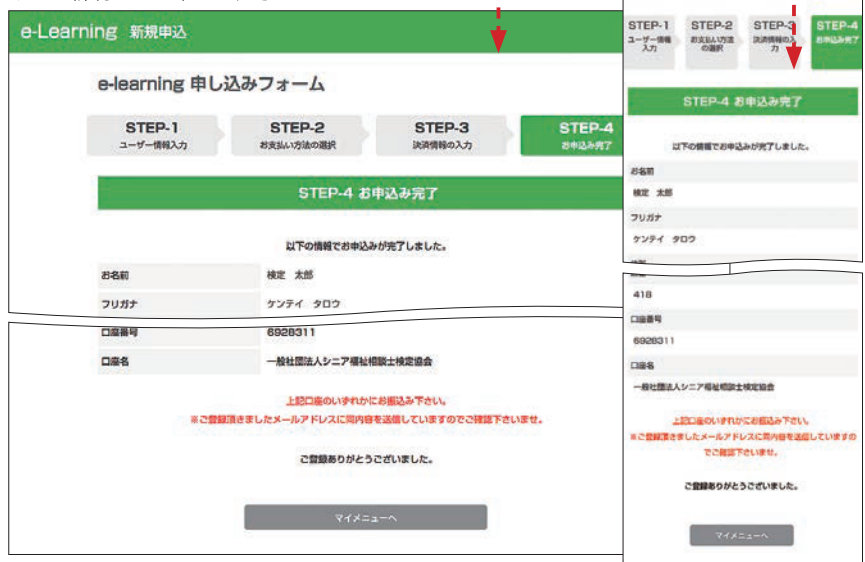 e-Learning 新規申込
e-learning 申し込みフォーム
STEP-1
ユーザー情報入力
STEP-2
お支払い方法の選択
STEP-3
決済情報の入力
STEP-4
お申込み完了
STEP-4 お申込み完了
以下の情報でお申込みが完了しました。
お名前 検定 太郎
フリガナ ケンテイ タロウ
口座番号 6928311
口座名 一般社団法人シニア福祉相談士検定協会
上記口座のいずれかにお振込み下さい。
※ご登録頂きましたメールアドレスに同内容を送信していますのでご確認下さいませ。
ご登録ありがとうございました。
マイメニューへ
STEP-1
ユーザー情報
入力
STEP-2
お支払い方法
の選択
STEP-3
決済情報の入
力
STEP-4
お申込み完了
STEP-4 お申込み完了
以下の情報でお申込みが完了しました。
お名前
検定 太郎
フリガナ
ケンテイ タロウ
418
口座番号
6928311
口座名
一般社団法人シニア福祉相談士検定協会
上記口座のいずれかにお振込み下さい。
※ご登録頂きましたメールアドレスに同内容を送信していますの
でご確認下さいませ。
ご登録ありがとうございました。
マイメニューへ